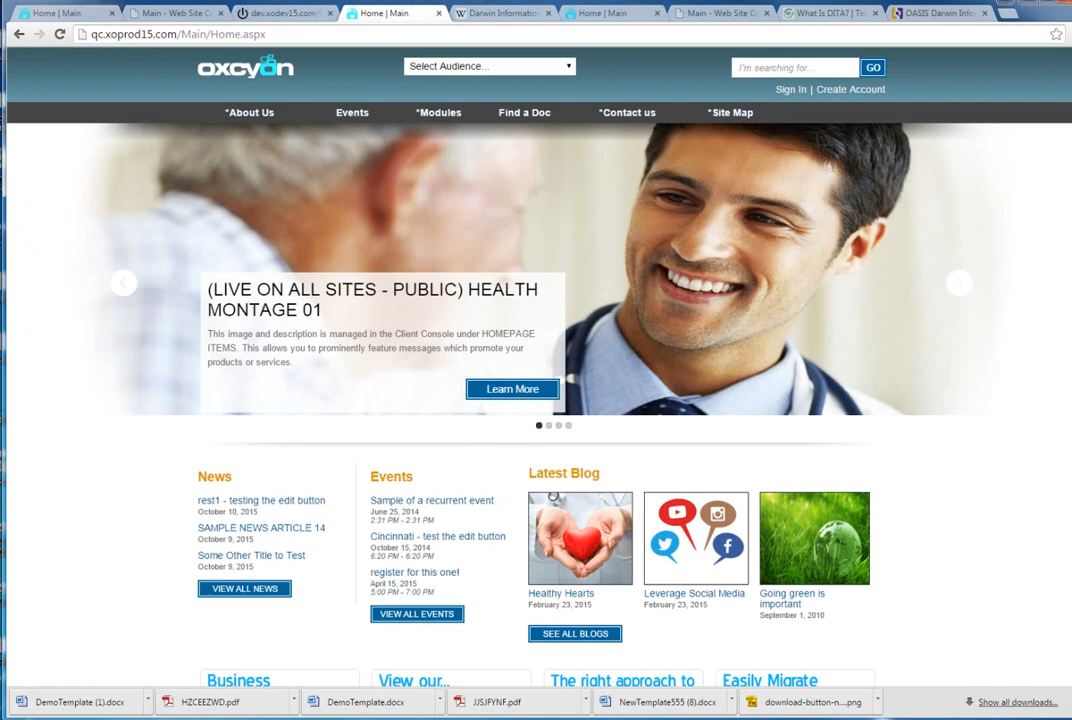 Home | Main
Main - Web Site C
dev.xodev15.com/
Home | Main
Darwin Information
Home | Main
Main - Web Site C
What Is DITA? | Te
OASIS Darwin Info
qc.xoprod15.com/Main/Home.aspx
oxcyon
Select Audience...
I'm searching for...
GO
Sign In | Create Account
*About Us
Events
*Modules
Find a Doc
*Contact us
*Site Map
(LIVE ON ALL SITES - PUBLIC) HEALTH
MONTAGE 01
This image and description is managed in the Client Console under HOMEPAGE
ITEMS. This allows you to prominently feature messages which promote your
products or services.
Learn More
News
rest1 - testing the edit button
October 10, 2015
SAMPLE NEWS ARTICLE 14
October 9, 2015
Some Other Title to Test
October 9, 2015
VIEW ALL NEWS
Events
Sample of a recurrent event
June 25, 2014
2:31 PM - 2:31 PM
Cincinnati - test the edit button
October 15, 2014
6:20 PM - 6:20 PM
register for this one!
April 15, 2015
5:00 PM - 7:00 PM
VIEW ALL EVENTS
Latest Blog
Healthy Hearts
February 23, 2015
Leverage Social Media
February 23, 2015
Going green is
important
September 1, 2010
SEE ALL BLOGS
Business
View our...
The right approach to
Easily Migrate
DemoTemplate (1).docx
HZCEEZWD.pdf
DemoTemplate.docx
JJSJFYNF.pdf
NewTemplate555 (8).docx
download-button-n....png
Show all downloads...